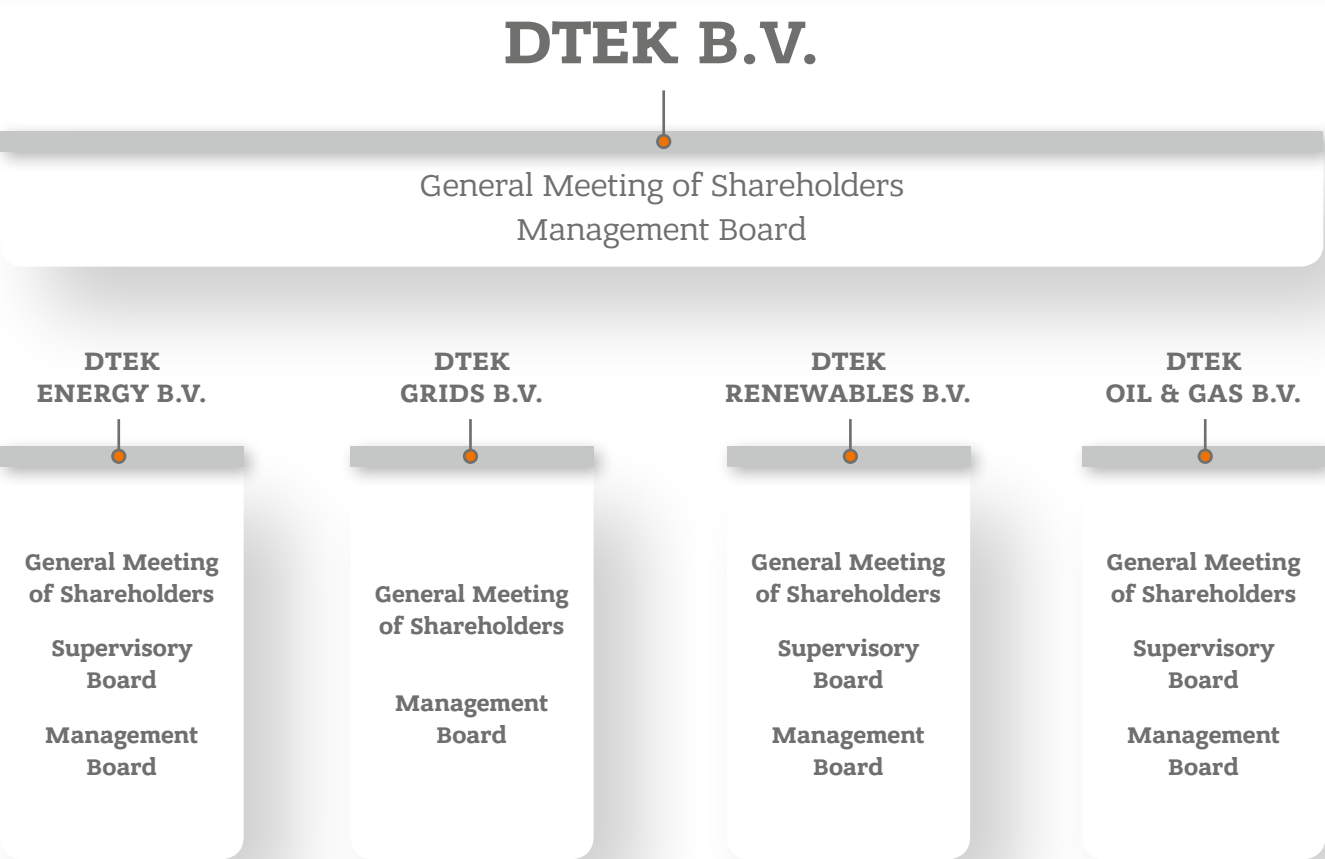 DTEK B.V.
General Meeting of Shareholders
Management Board
DTEK
ENERGY B.V.
General Meeting
of Shareholders
Supervisory
Board
Management
Board
DTEK
GRIDS B.V.
General Meeting
of Shareholders
Management
Board
DTEK
RENEWABLES B.V.
General Meeting
of Shareholders
Supervisory
Board
Management
Board
DTEK
OIL & GAS B.V.
General Meeting
of Shareholders
Supervisory
Board
Management
Board